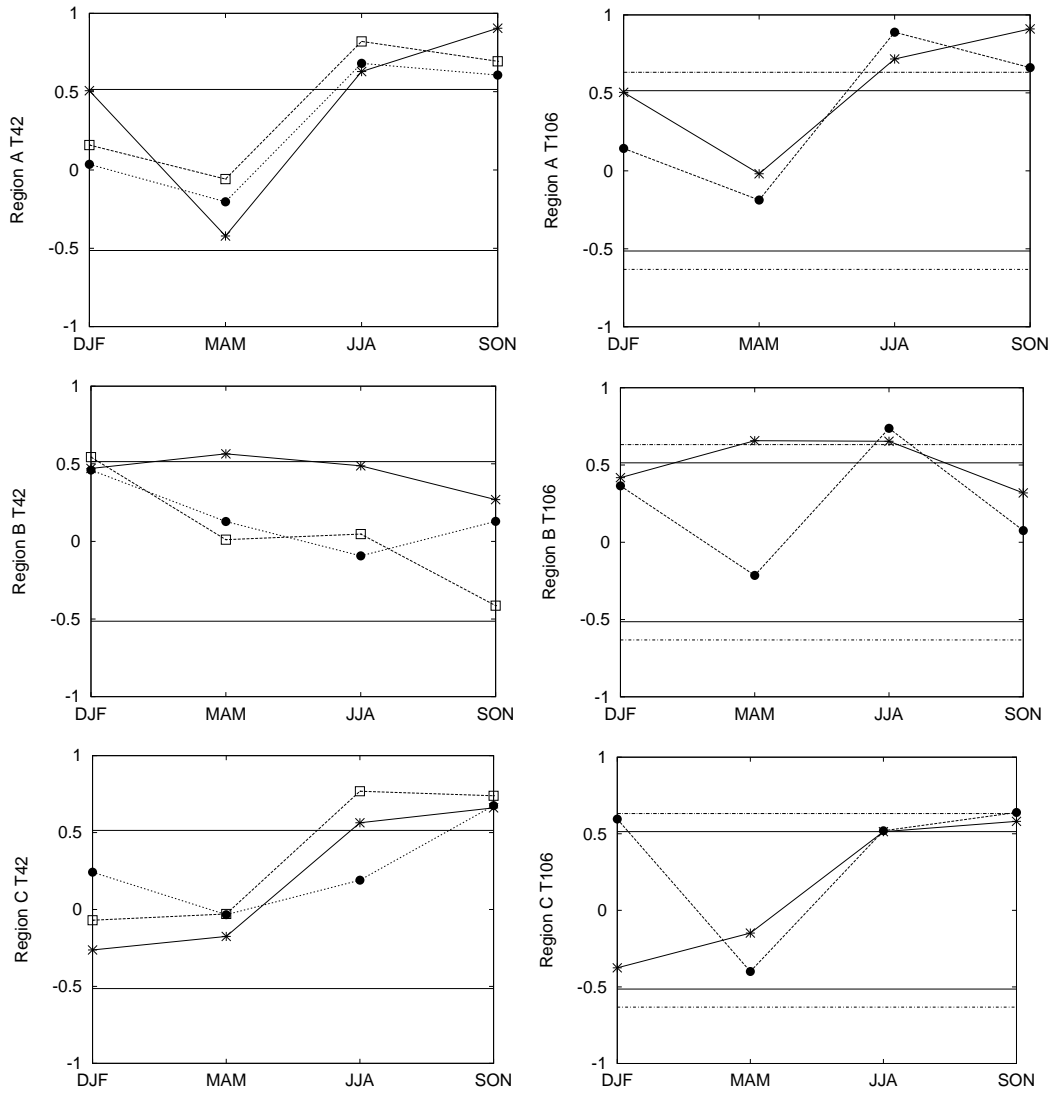 Region A T42
1
0.5
0
-0.5
-1
DJF MAM JJA SON
Region A T106
1
0.5
0
-0.5
-1
DJF MAM JJA SON
Region B T42
1
0.5
0
-0.5
-1
DJF MAM JJA SON
Region B T106
1
0.5
0
-0.5
-1
DJF MAM JJA SON
Region C T42
1
0.5
0
-0.5
-1
DJF MAM JJA SON
Region C T106
1
0.5
0
-0.5
-1
DJF MAM JJA SON